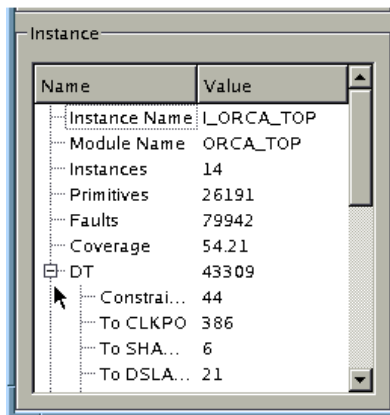 Instance
Name Value
Instance Name I_ORCA_TOP
Module Name ORCA_TOP
Instances 14
Primitives 26191
Faults 79942
Coverage 54.21
DT 43309
Constrai... 44
To CLKPO 386
To SHA... 6
To DSLA... 21